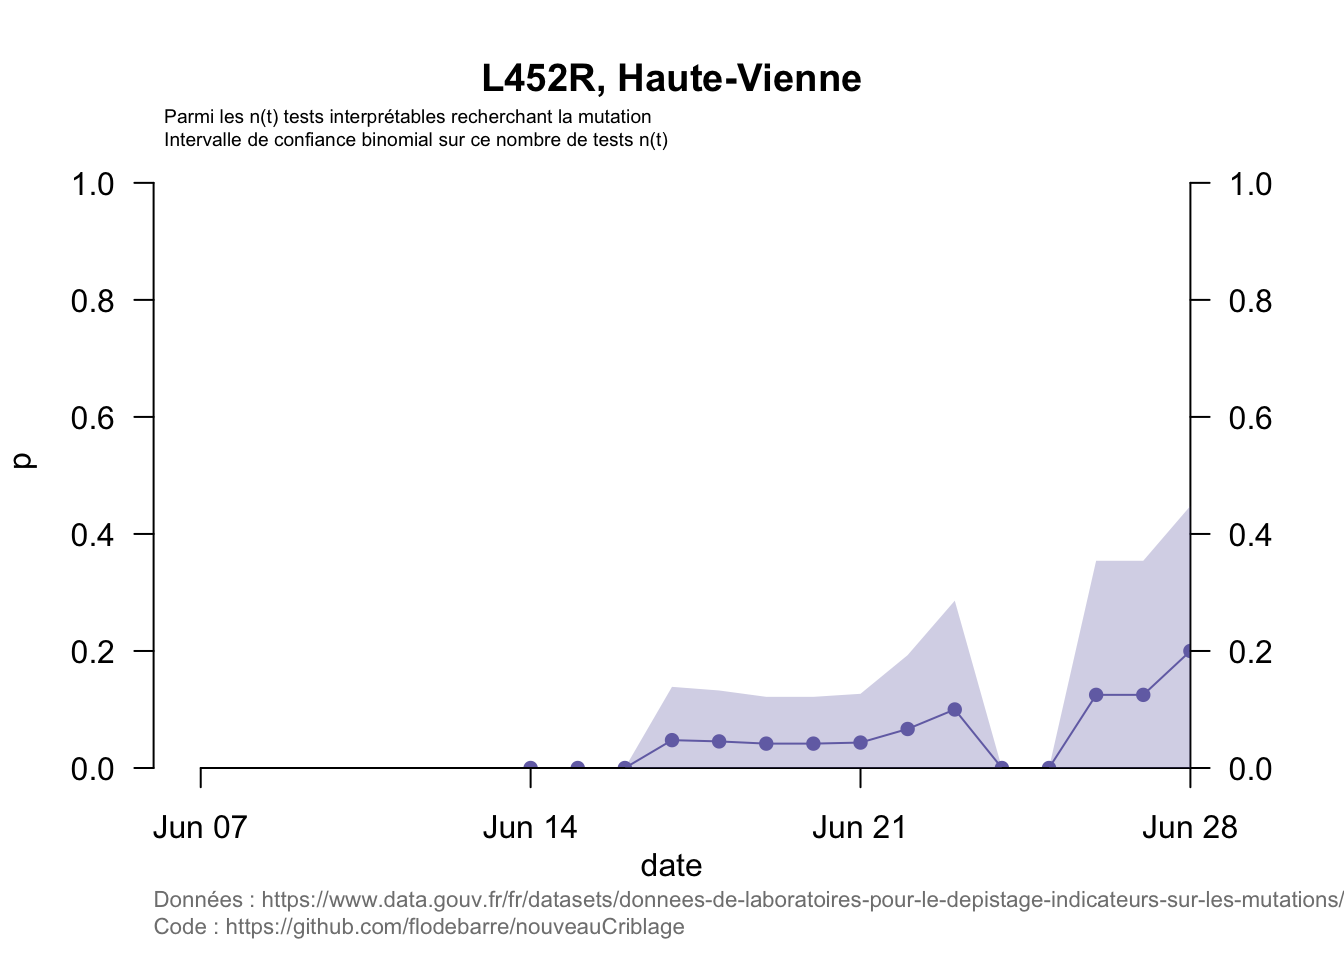 L452R, Haute-Vienne
Parmi les n(t) tests interprétables recherchant la mutation
Intervalle de confiance binomial sur ce nombre de tests n(t)
1.0
0.8
0.6
0.4
0.2
0.0
p
1.0
0.8
0.6
0.4
0.2
0.0
Jun 07
Jun 14
Jun 21
Jun 28
date
Données : https://www.data.gouv.fr/fr/datasets/donnees-de-laboratoires-pour-le-depistage-indicateurs-sur-les-mutations/
Code : https://github.com/flodebarre/nouveauCriblage